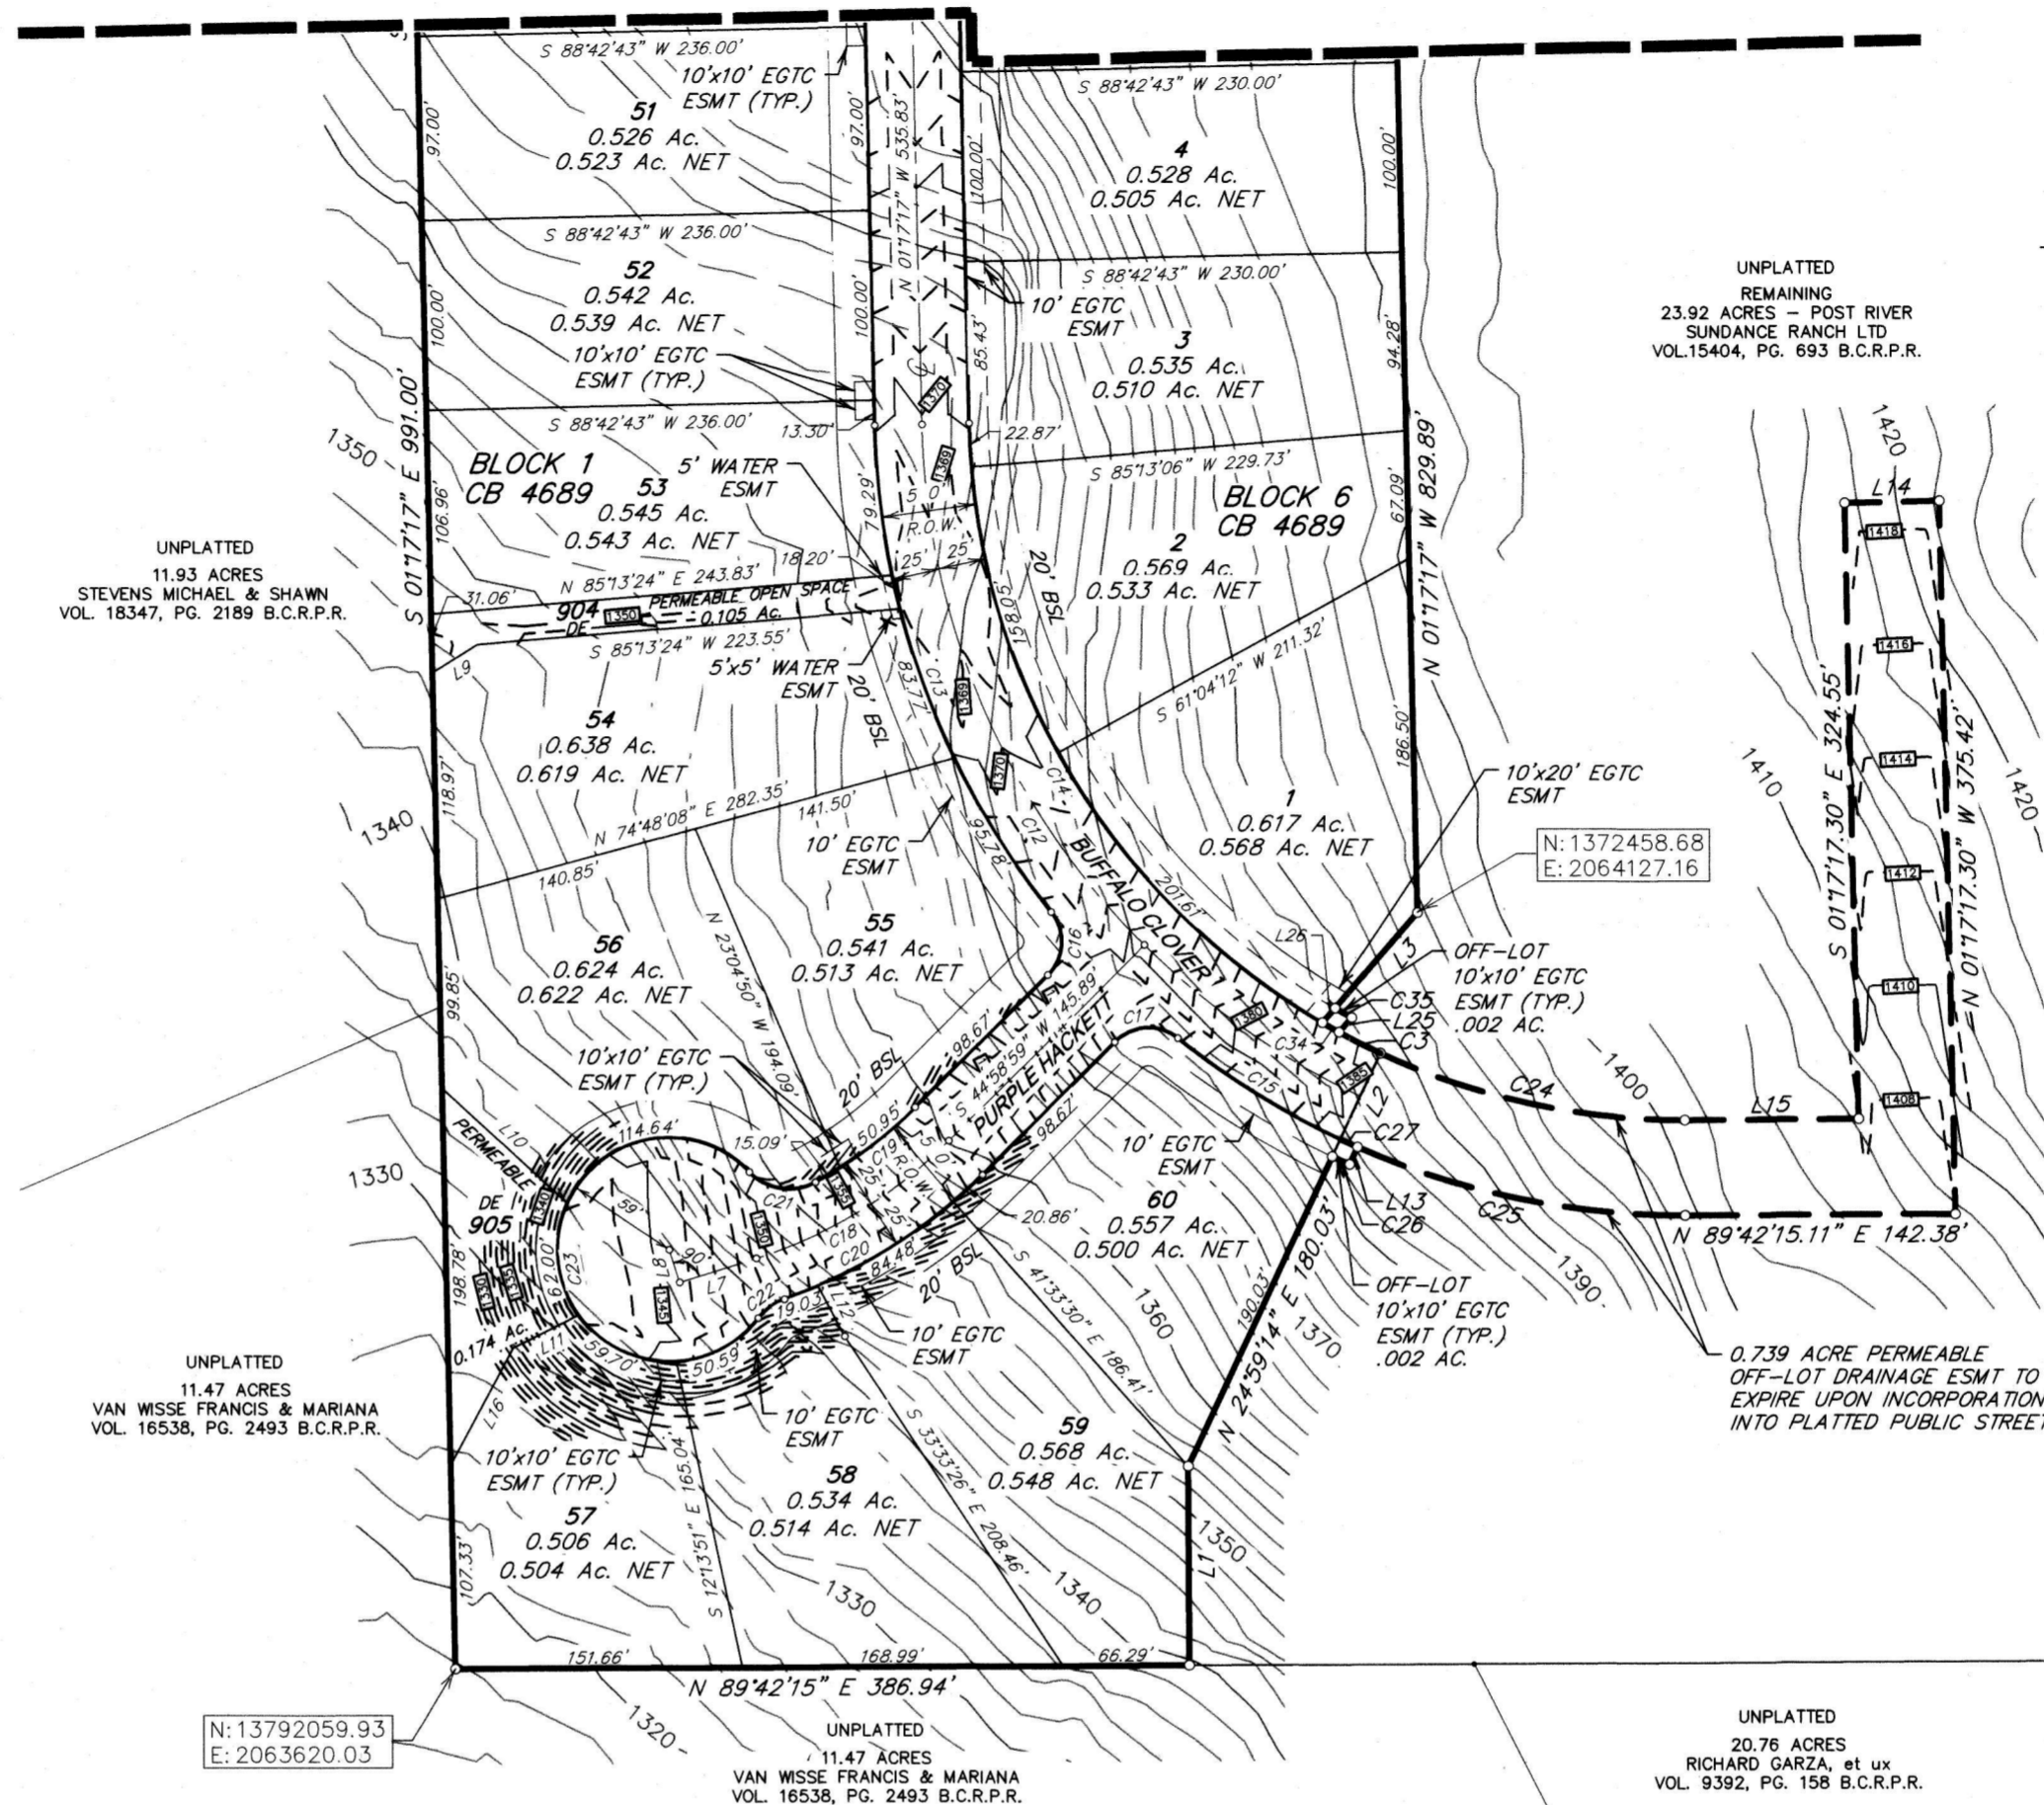 S 88°42'43" W 236.00'
10'x10' EGTC
ESMT (TYP.)
51
0.526 Ac.
0.523 Ac. NET
97.00'
97.00'
N 01°17'17" W 535.83'
100.00'
S 88°42'43" W 230.00'
4
0.528 Ac.
0.505 Ac. NET
100.00'
S 88°42'43" W 236.00'
52
0.542 Ac.
0.539 Ac. NET
10'x10' EGTC
ESMT (TYP.)
100.00'
100.00'
S 88°42'43" W 230.00'
10' EGTC
ESMT
85.43'
3
0.535 Ac.
0.510 Ac. NET
94.28'
UNPLATTED
REMAINING
23.92 ACRES – POST RIVER
SUNDANCE RANCH LTD
VOL.15404, PG. 693 B.C.R.P.R.
S 01°17'17" E 991.00'
S 88°42'43" W 236.00'
13.30'
22.87'
1370
1369
1350
BLOCK 1
CB 4689
53
0.545 Ac.
0.543 Ac. NET
106.96'
5' WATER
ESMT
79.29'
50'
R.O.W.
25'
25'
S 85°13'06" W 229.73'
BLOCK 6
CB 4689
2
0.569 Ac.
0.533 Ac. NET
67.09'
N 01°17'17" W 829.89'
UNPLATTED
11.93 ACRES
STEVENS MICHAEL & SHAWN
VOL. 18347, PG. 2189 B.C.R.P.R.
18.20'
N 85°13'24" E 243.83'
31.06'
904
DE
1350
PERMEABLE OPEN SPACE
0.105 Ac.
S 85°13'24" W 223.55'
L9
5'x5' WATER
ESMT
83.77'
C13
1369
20' BSL
20' BSL
158.05'
S 61°04'12" W 211.32'
186.50'
54
0.638 Ac.
0.619 Ac. NET
118.97'
1340
N 74°48'08" E 282.35'
140.85'
141.50'
10' EGTC
ESMT
95.78'
1370
C12
C14
BUFFALO CLOVER
201.61'
1
0.617 Ac.
0.568 Ac. NET
10'x20' EGTC
ESMT
N:1372458.68
E:2064127.16
L3
L26
OFF-LOT
10'x10' EGTC
ESMT (TYP.)
.002 AC.
C35
L25
C3
56
0.624 Ac.
0.622 Ac. NET
99.85'
N 23°04'50" W 194.09'
55
0.541 Ac.
0.513 Ac. NET
C16
98.67'
S 44°58'59" W 145.89'
PURPLE HACKETT
C17
98.67'
1380
C34
C15
1385
L2
C24
L15
1400
10'x10' EGTC
ESMT (TYP.)
20' BSL
50.95'
C19
50'
R.O.W.
25'
25'
10' EGTC
ESMT
C27
L13
C26
C25
N 89°42'15.11" E 142.38'
1390
PERMEABLE
DE
905
L10
114.64'
15.09'
C21
1355
1330
1340
62.00'
C23
59'
90°
178
L7
1350
1345
C18
C20
84.48'
C22
19.03'
L12
20.86'
20' BSL
1335
1330
198.78'
0.174 Ac.
L11
59.70'
50.59'
L16
10' EGTC
ESMT
60
0.557 Ac.
0.500 Ac. NET
190.03'
N 24°59'14" E 180.03'
S 41°33'30" E 186.41'
1360
1370
OFF-LOT
10'x10' EGTC
ESMT (TYP.)
.002 AC.
0.739 ACRE PERMEABLE
OFF-LOT DRAINAGE ESMT TO
EXPIRE UPON INCORPORATION
INTO PLATTED PUBLIC STREET
UNPLATTED
11.47 ACRES
VAN WISSE FRANCIS & MARIANA
VOL. 16538, PG. 2493 B.C.R.P.R.
10'x10' EGTC
ESMT (TYP.)
57
0.506 Ac.
0.504 Ac. NET
107.33'
S 12°13'51" E 165.04'
10' EGTC
ESMT
58
0.534 Ac.
0.514 Ac. NET
S 33°33'26" E 208.46'
59
0.568 Ac.
0.548 Ac. NET
L1
1350
1340
1330
151.66'
168.99'
66.29'
N 89°42'15" E 386.94'
1320
N:13792059.93
E:2063620.03
UNPLATTED
11.47 ACRES
VAN WISSE FRANCIS & MARIANA
VOL. 16538, PG. 2493 B.C.R.P.R.
UNPLATTED
20.76 ACRES
RICHARD GARZA, et ux
VOL. 9392, PG. 158 B.C.R.P.R.
1420
L14
1418
1416
1414
1412
1410
1408
1410
1420
S 01°17'17.30" E 324.55'
N 01°17'17.30" W 375.42'